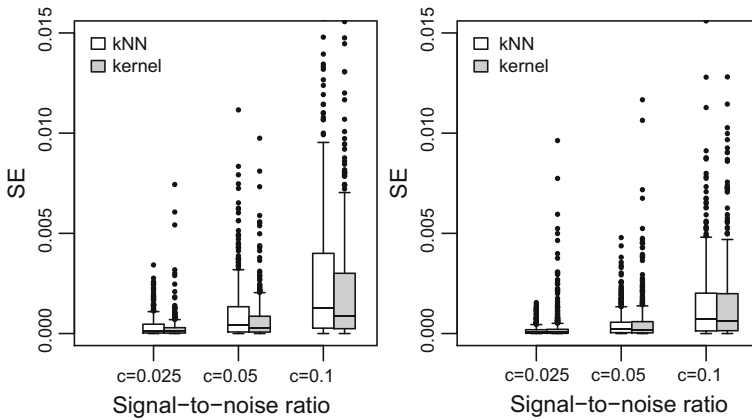 0.015
0.010
0.005
0.000
SE
kNN
kernel
c=0.025 c=0.05 c=0.1
Signal−to−noise ratio
0.015
0.010
0.005
0.000
SE
kNN
kernel
c=0.025 c=0.05 c=0.1
Signal−to−noise ratio